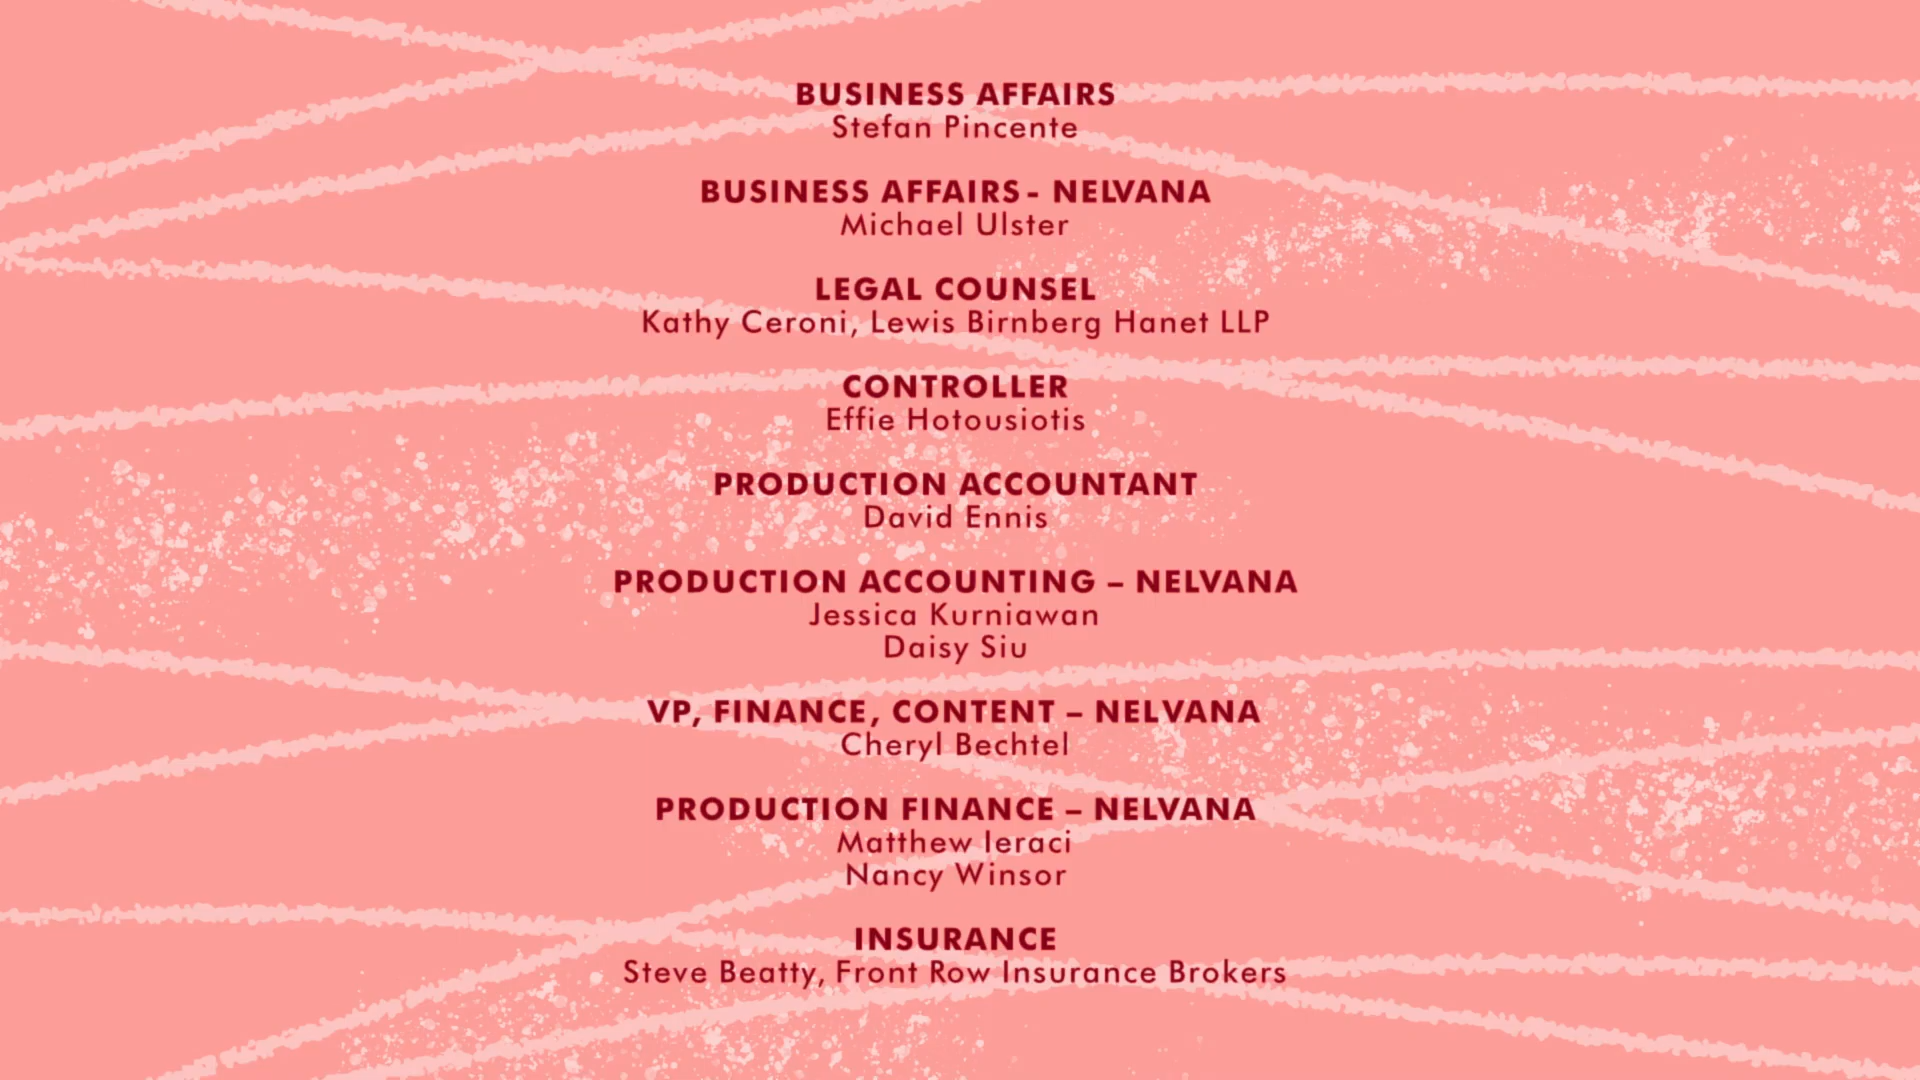 BUSINESS AFFAIRS
Stefan Pincente
BUSINESS AFFAIRS - NELVANA
Michael Ulster
LEGAL COUNSEL
Kathy Ceroni, Lewis Birnberg Hanet LLP
CONTROLLER
Effie Hotousiotis
PRODUCTION ACCOUNTANT
David Ennis
PRODUCTION ACCOUNTING – NELVANA
Jessica Kurniawan
Daisy Siu
VP, FINANCE, CONTENT – NELVANA
Cheryl Bechtel
PRODUCTION FINANCE – NELVANA
Matthew Ieraci
Nancy Winsor
INSURANCE
Steve Beatty, Front Row Insurance Brokers